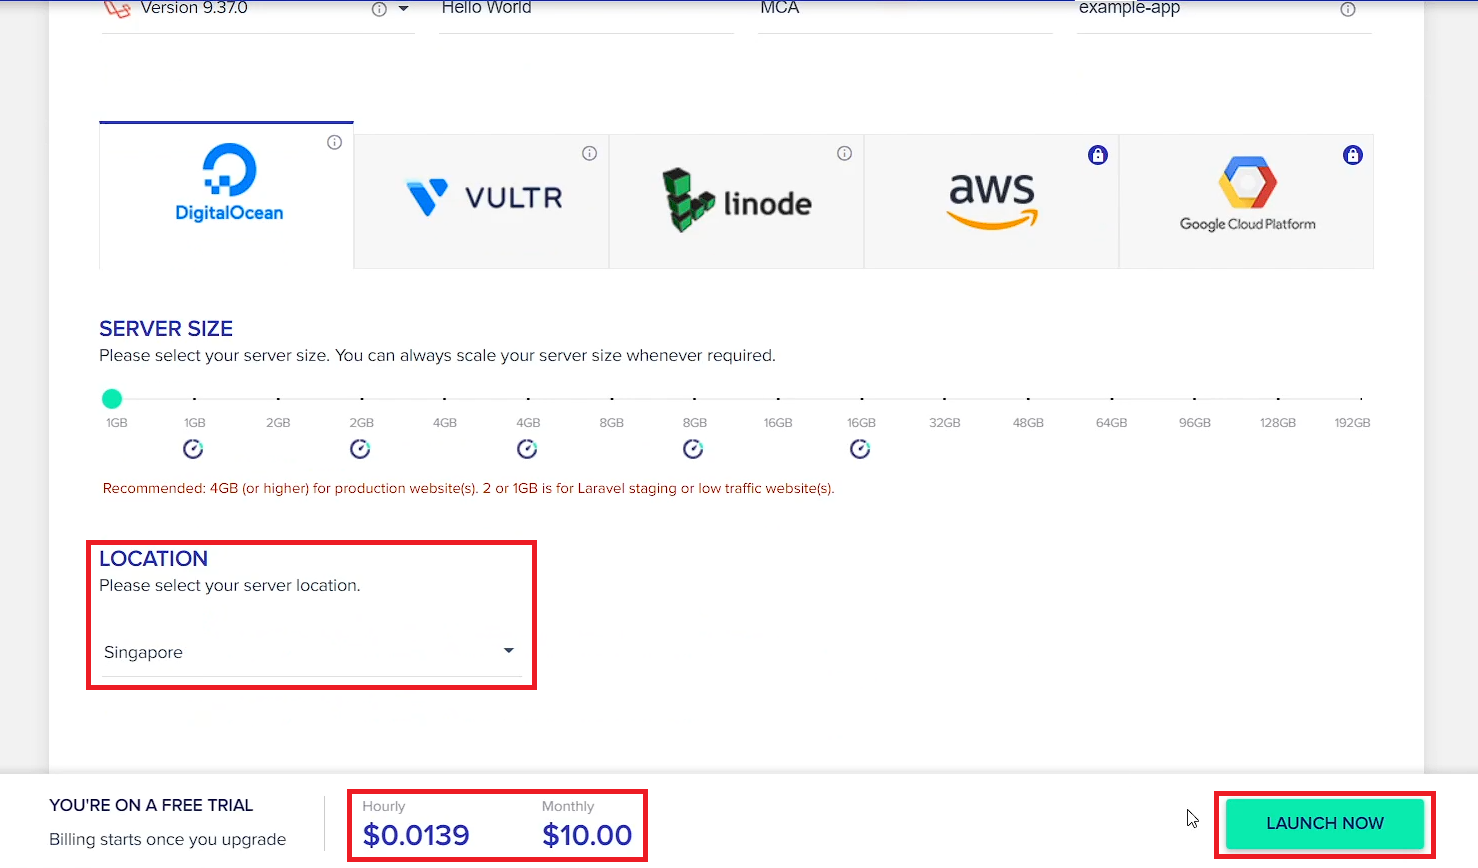 Version 9.37.0
Hello World
MCA
example-app
DigitalOcean
VULTR
linode
aws
Google Cloud Platform
SERVER SIZE
Please select your server size. You can always scale your server size whenever required.
1GB 1GB 2GB 2GB 4GB 4GB 8GB 8GB 16GB 16GB 32GB 48GB 64GB 96GB 128GB 192GB
Recommended: 4GB (or higher) for production website(s). 2 or 1GB is for Laravel staging or low traffic website(s).
LOCATION
Please select your server location.
Singapore
YOU'RE ON A FREE TRIAL
Billing starts once you upgrade
Hourly
$0.0139
Monthly
$10.00
LAUNCH NOW